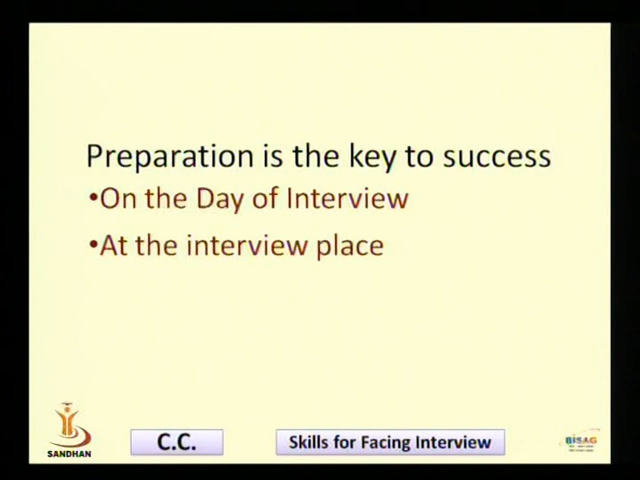 Preparation is the key to success
•On the Day of Interview
•At the interview place
SANDHAN
C.C.
Skills for Facing Interview
BISAG